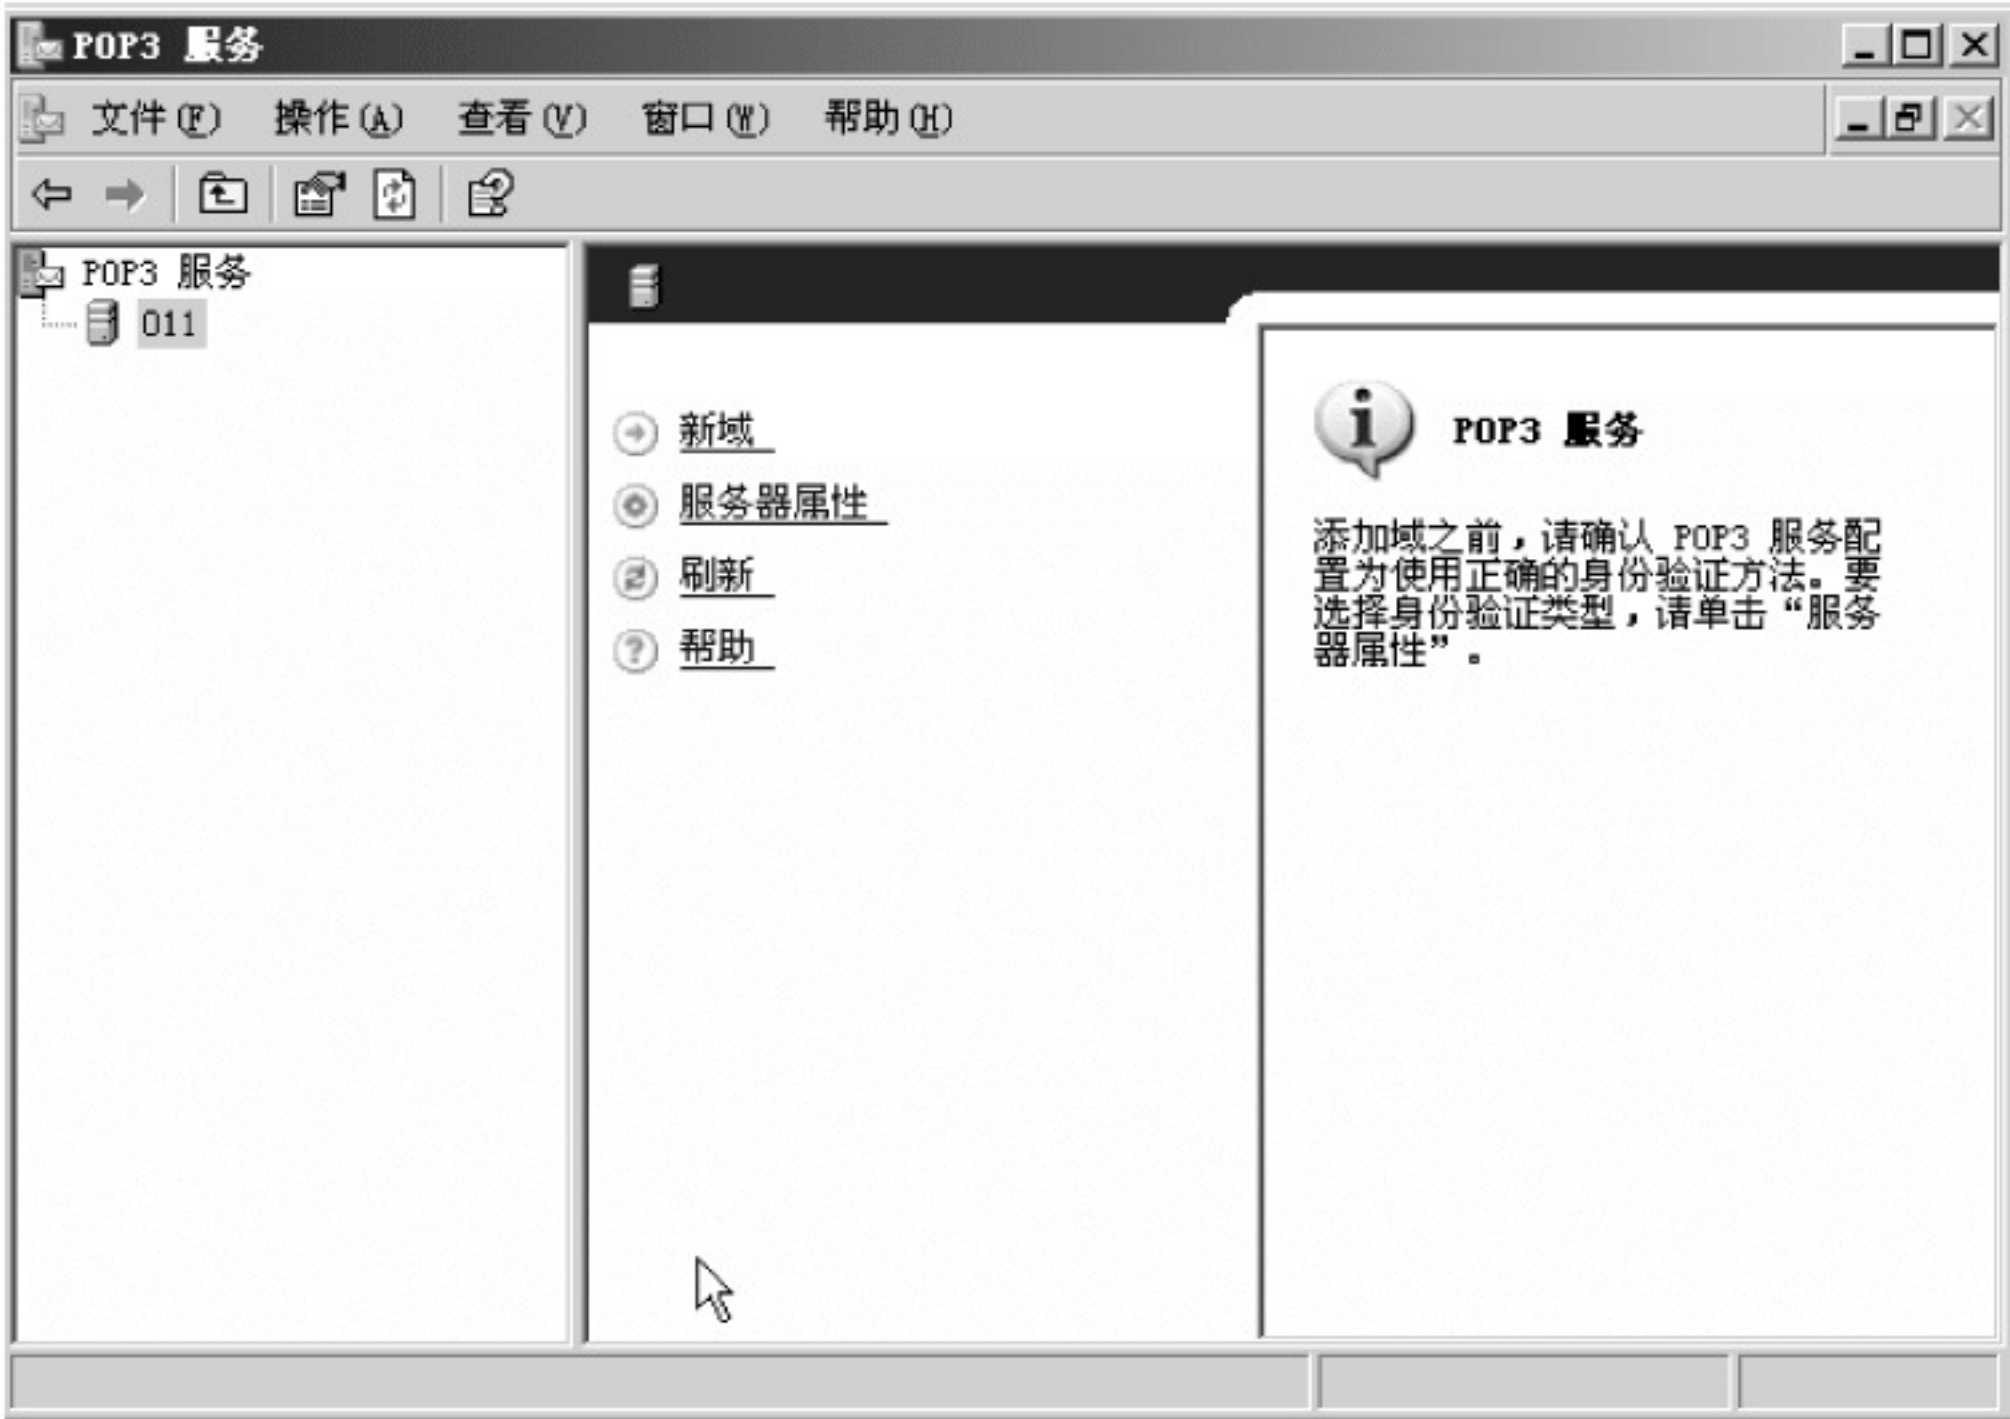 POP3 服务
文件(F) 操作(A) 查看(V) 窗口(W) 帮助(H)
POP3 服务
011
新域
服务器属性
刷新
帮助
POP3 服务
添加域之前，请确认 POP3 服务配
置为使用正确的身份验证方法。要
选择身份验证类型，请单击“服务
器属性”。